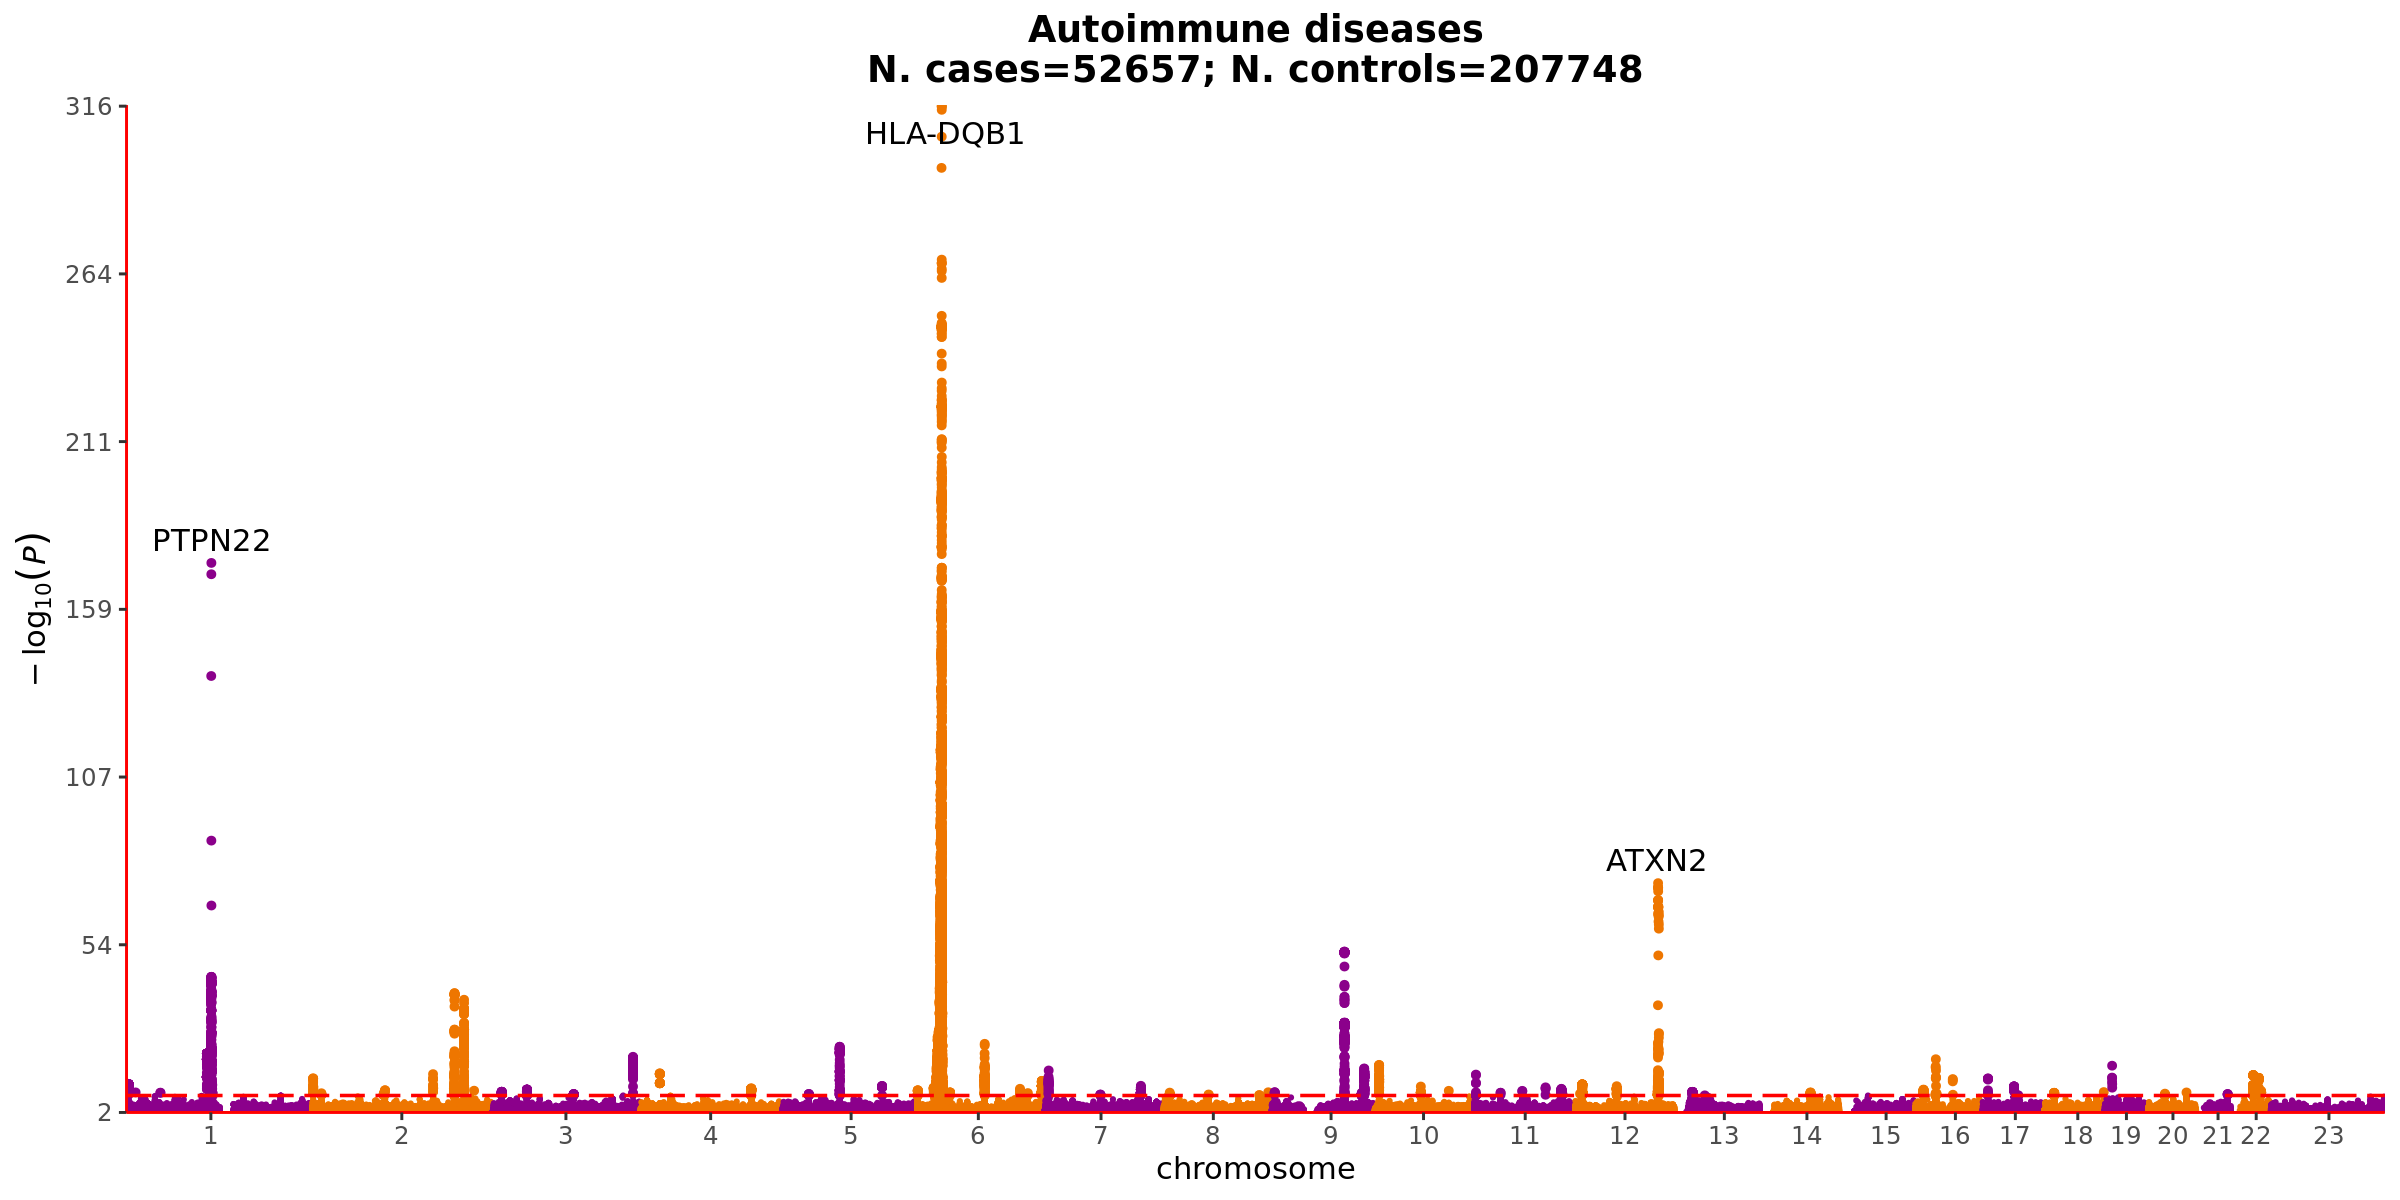 Autoimmune diseases
N. cases=52657; N. controls=207748
316
HLA-DQB1
264
211
PTPN22
159
107
ATXN2
54
2
−log₁₀(P)
1 2 3 4 5 6 7 8 9 10 11 12 13 14 15 16 17 18 19 20 21 22 23
chromosome